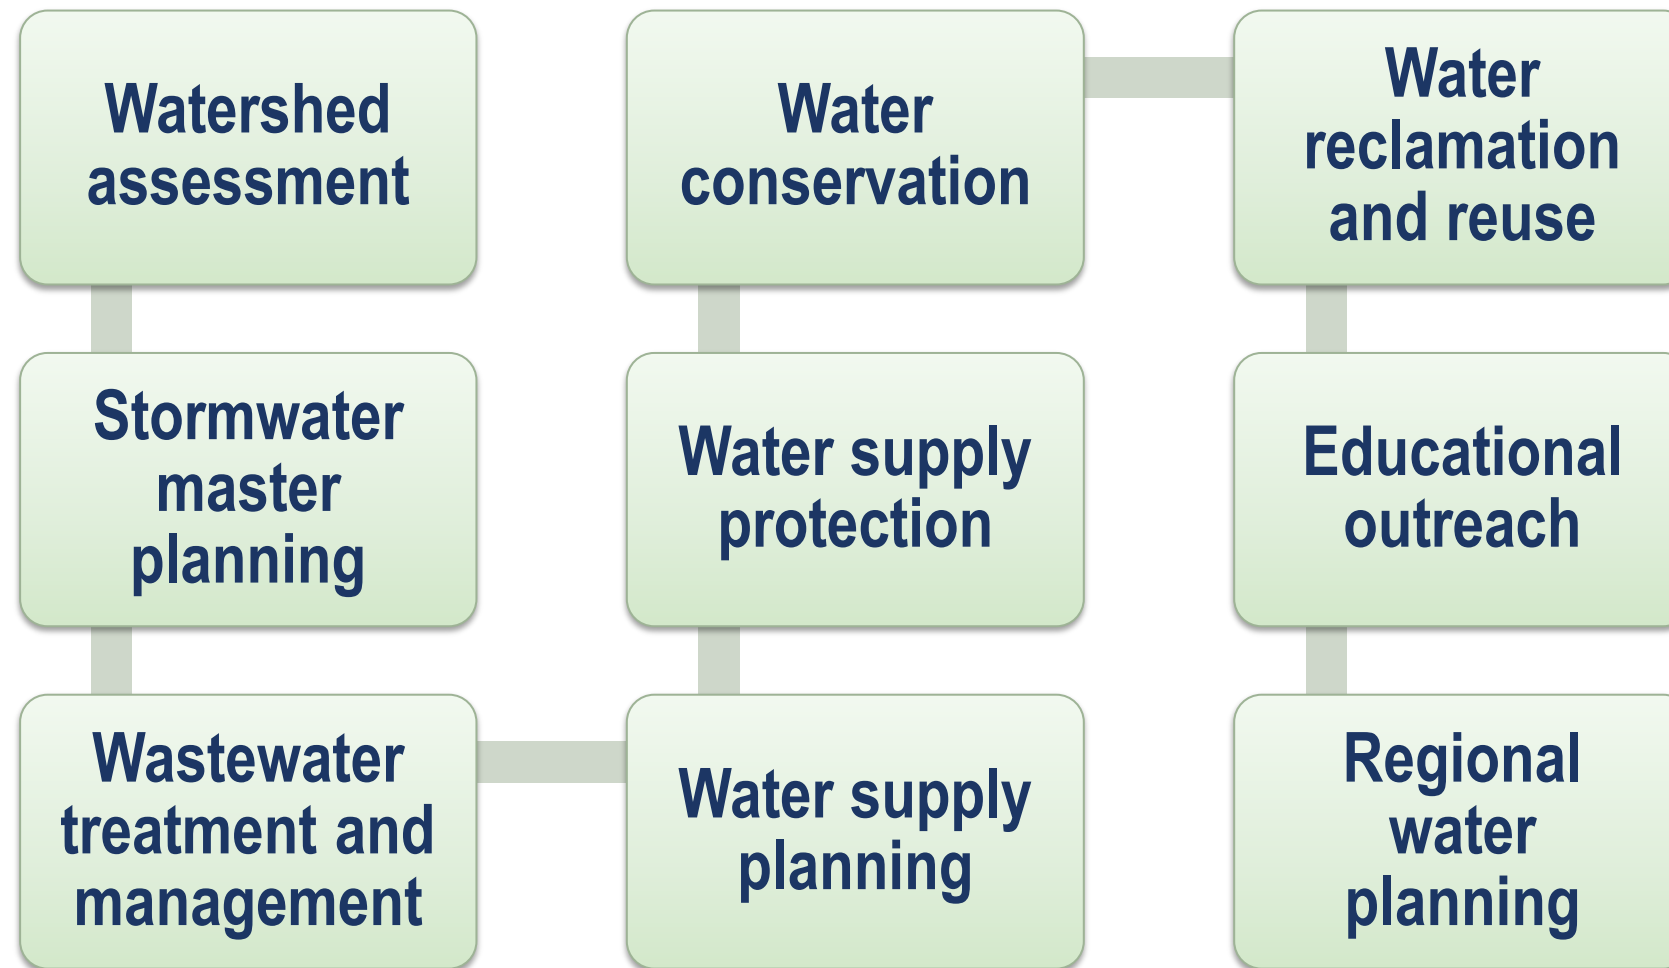 Watershed
assessment
Stormwater
master
planning
Wastewater
treatment and
management
Water supply
planning
Water supply
protection
Water
conservation
Water
reclamation
and reuse
Educational
outreach
Regional
water
planning